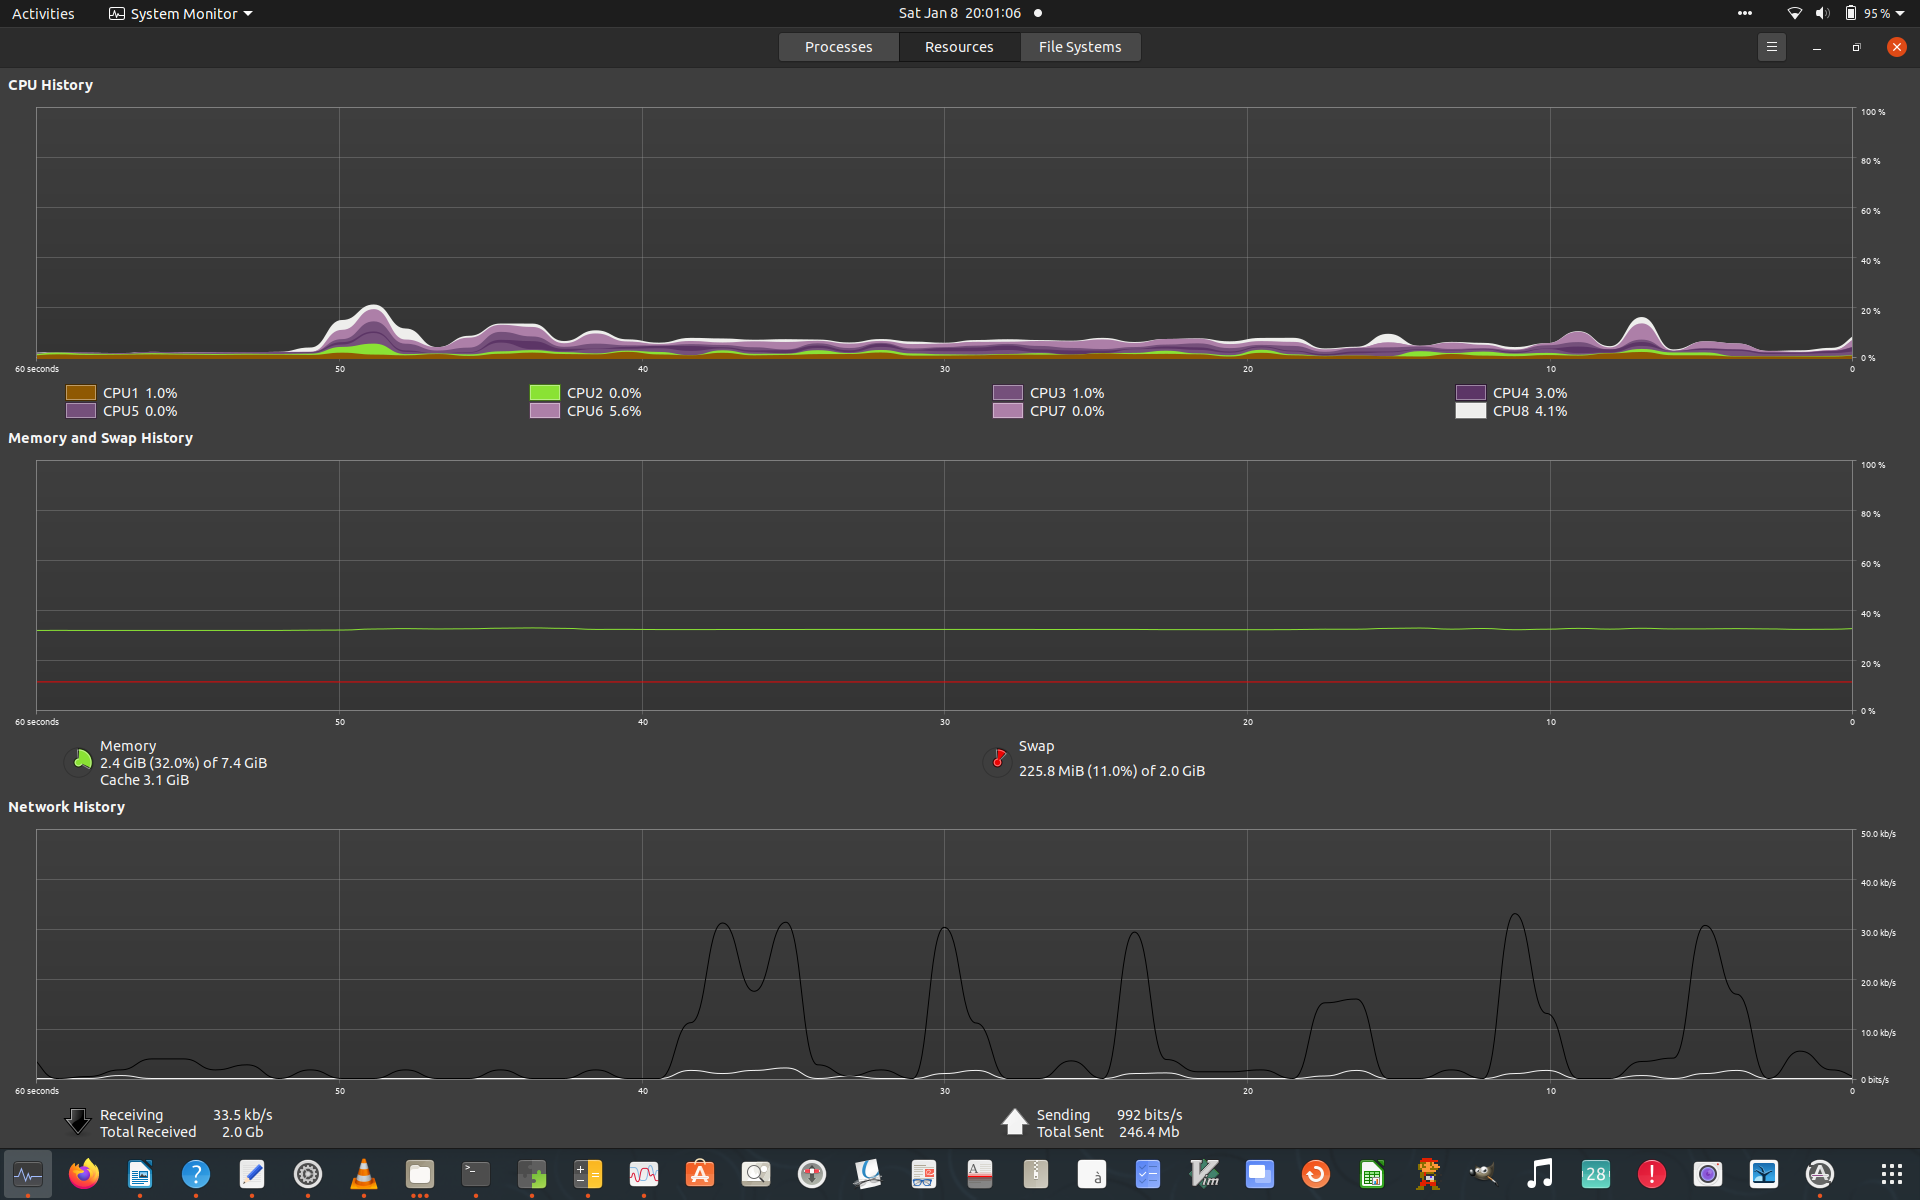 Activities
System Monitor
Sat Jan 8 20:01:06
95 %
Processes
Resources
File Systems
CPU History
100 %
80 %
60 %
40 %
20 %
0 %
60 seconds
50
40
30
20
10
0
CPU1 1.0%
CPU2 0.0%
CPU3 1.0%
CPU4 3.0%
CPU5 0.0%
CPU6 5.6%
CPU7 0.0%
CPU8 4.1%
Memory and Swap History
100 %
80 %
60 %
40 %
20 %
0 %
60 seconds
50
40
30
20
10
0
Memory
2.4 GiB (32.0%) of 7.4 GiB
Cache 3.1 GiB
Swap
225.8 MiB (11.0%) of 2.0 GiB
Network History
50.0 kb/s
40.0 kb/s
30.0 kb/s
20.0 kb/s
10.0 kb/s
0 bits/s
60 seconds
50
40
30
20
10
0
Receiving 33.5 kb/s
Total Received 2.0 Gb
Sending 992 bits/s
Total Sent 246.4 Mb
?
>_
A
à
Vim
28
!